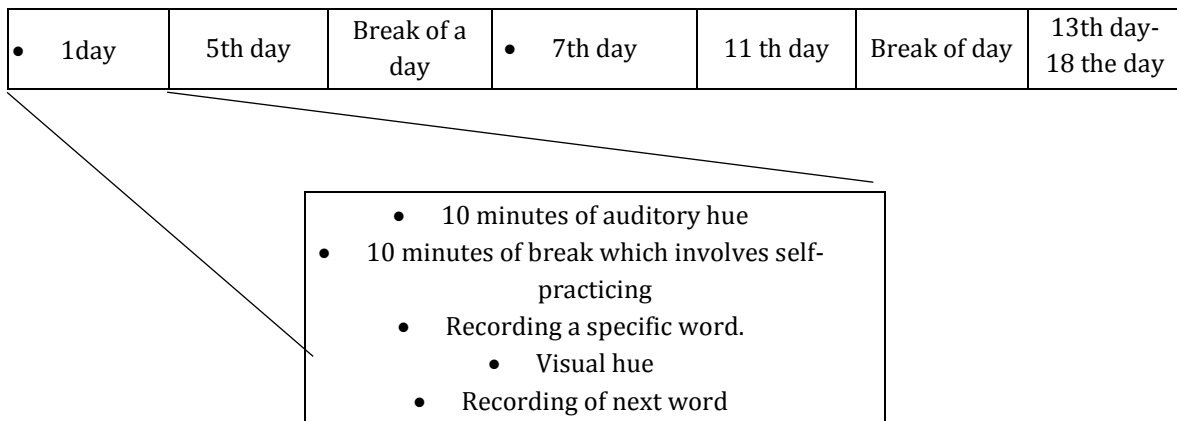 • 1day
5th day
Break of a
day
• 7th day
11 th day
Break of day
13th day-
18 the day
• 10 minutes of auditory hue
• 10 minutes of break which involves self-
practicing
• Recording a specific word.
• Visual hue
• Recording of next word